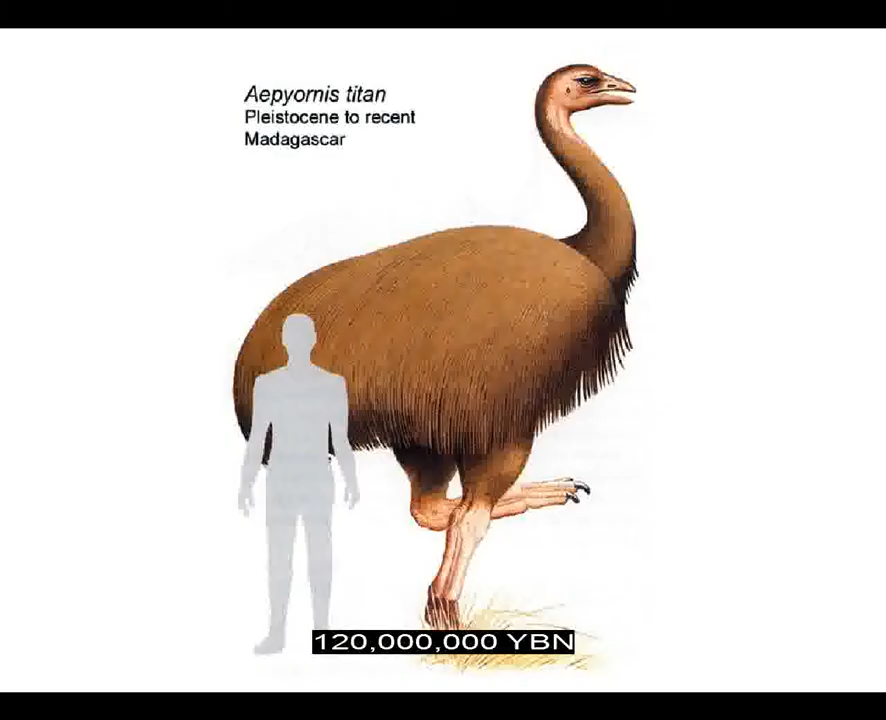 Aepyornis titan
Pleistocene to recent
Madagascar
120,000,000 YBN